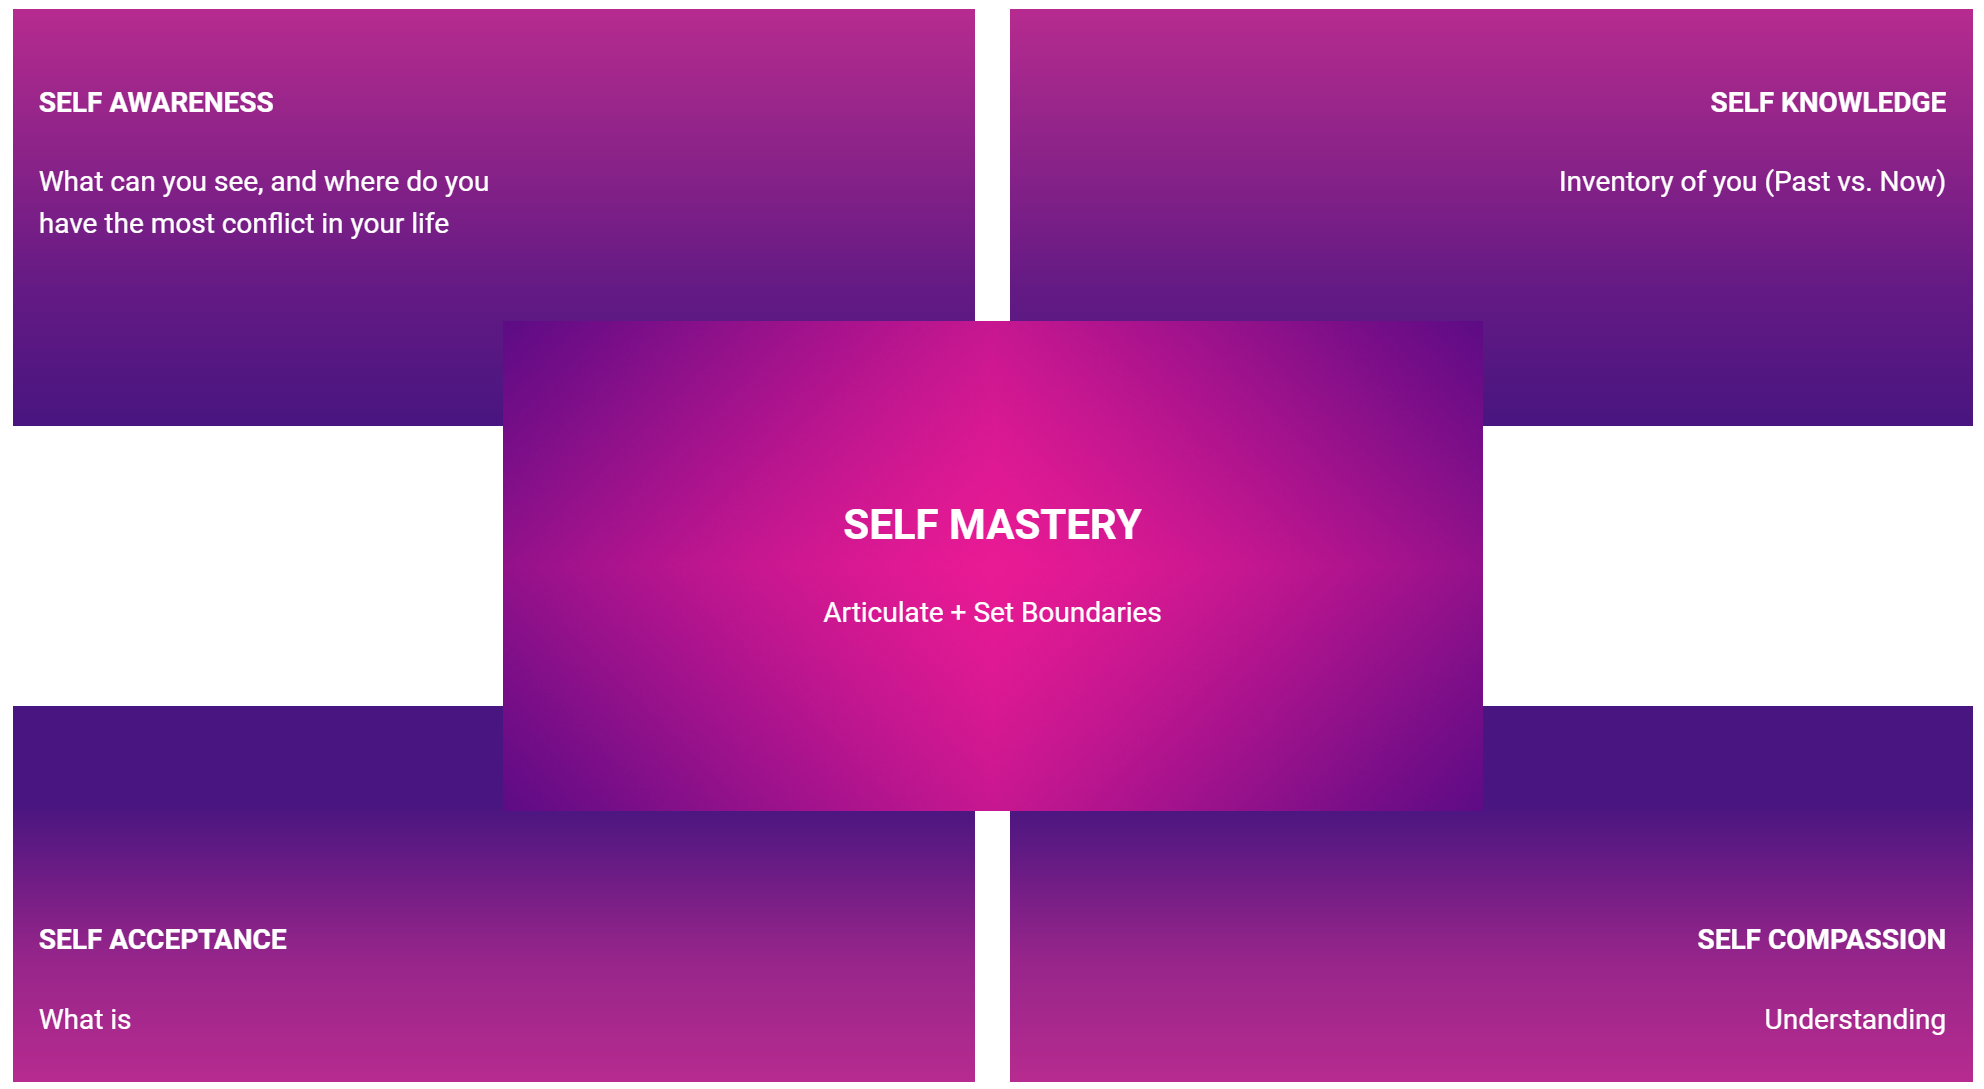 SELF AWARENESS
What can you see, and where do you
have the most conflict in your life
SELF KNOWLEDGE
Inventory of you (Past vs. Now)
SELF MASTERY
Articulate + Set Boundaries
SELF ACCEPTANCE
What is
SELF COMPASSION
Understanding